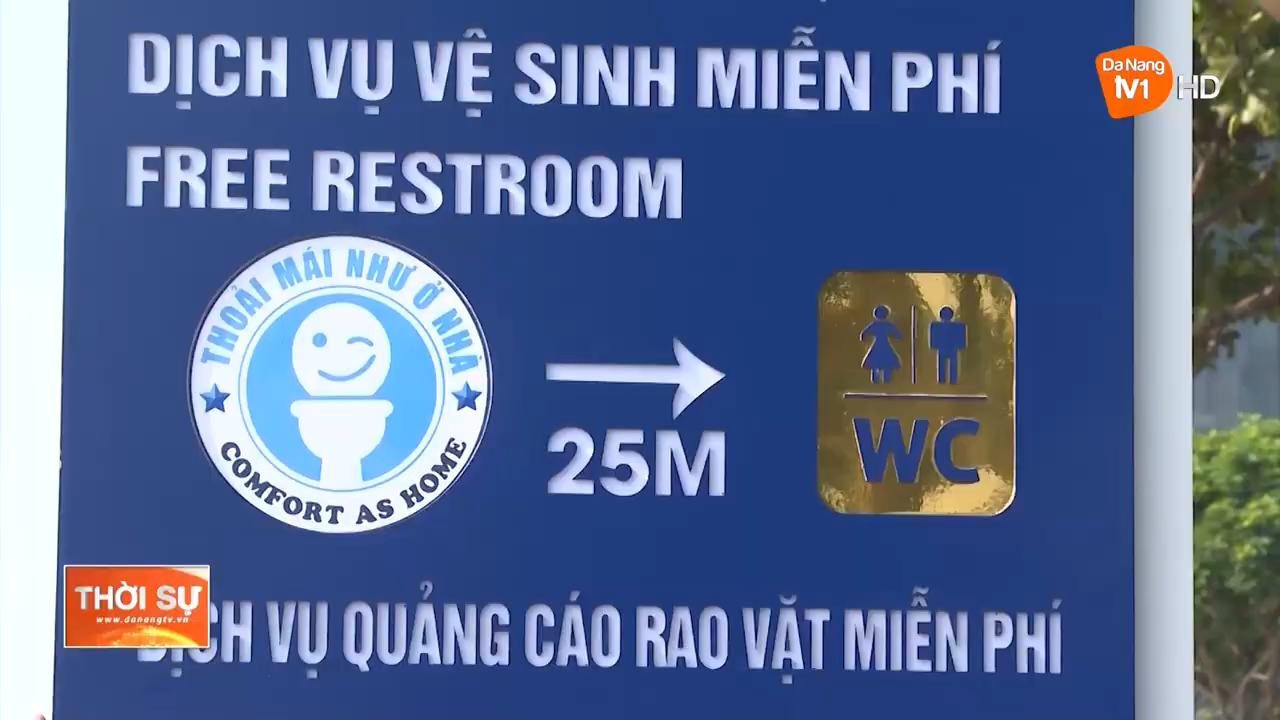 DỊCH VỤ VỆ SINH MIỄN PHÍ
Da Nang
TV1 HD
FREE RESTROOM
THOẢI MÁI NHƯ Ở NHÀ
COMFORT AS HOME
25M
WC
THỜI SỰ
www.danangtv.vn
DỊCH VỤ QUẢNG CÁO RAO VẶT MIỄN PHÍ